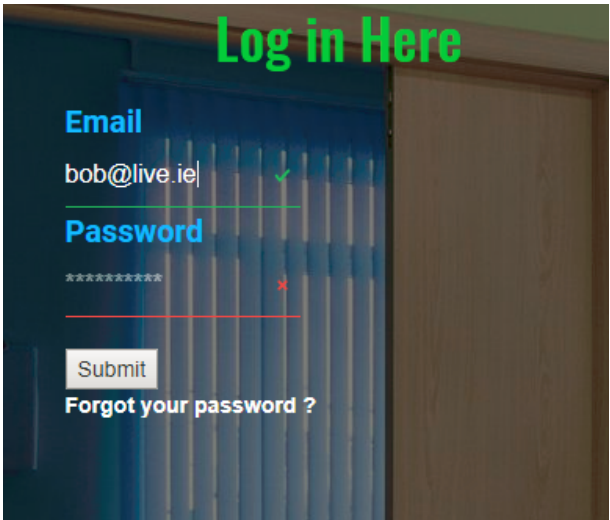 Log in Here
Email
bob@live.ie
Password
**********
Submit
Forgot your password ?